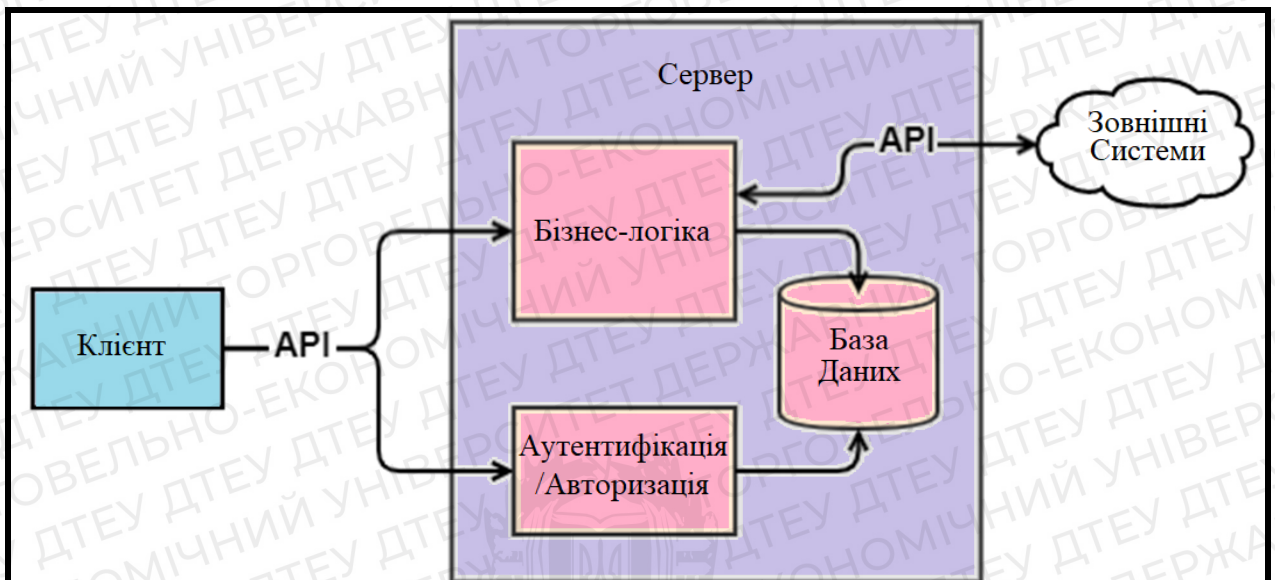 Сервер
API
Зовнішні
Системи
Бізнес-логіка
Клієнт
API
База
Даних
Аутентифікація
/Авторизація